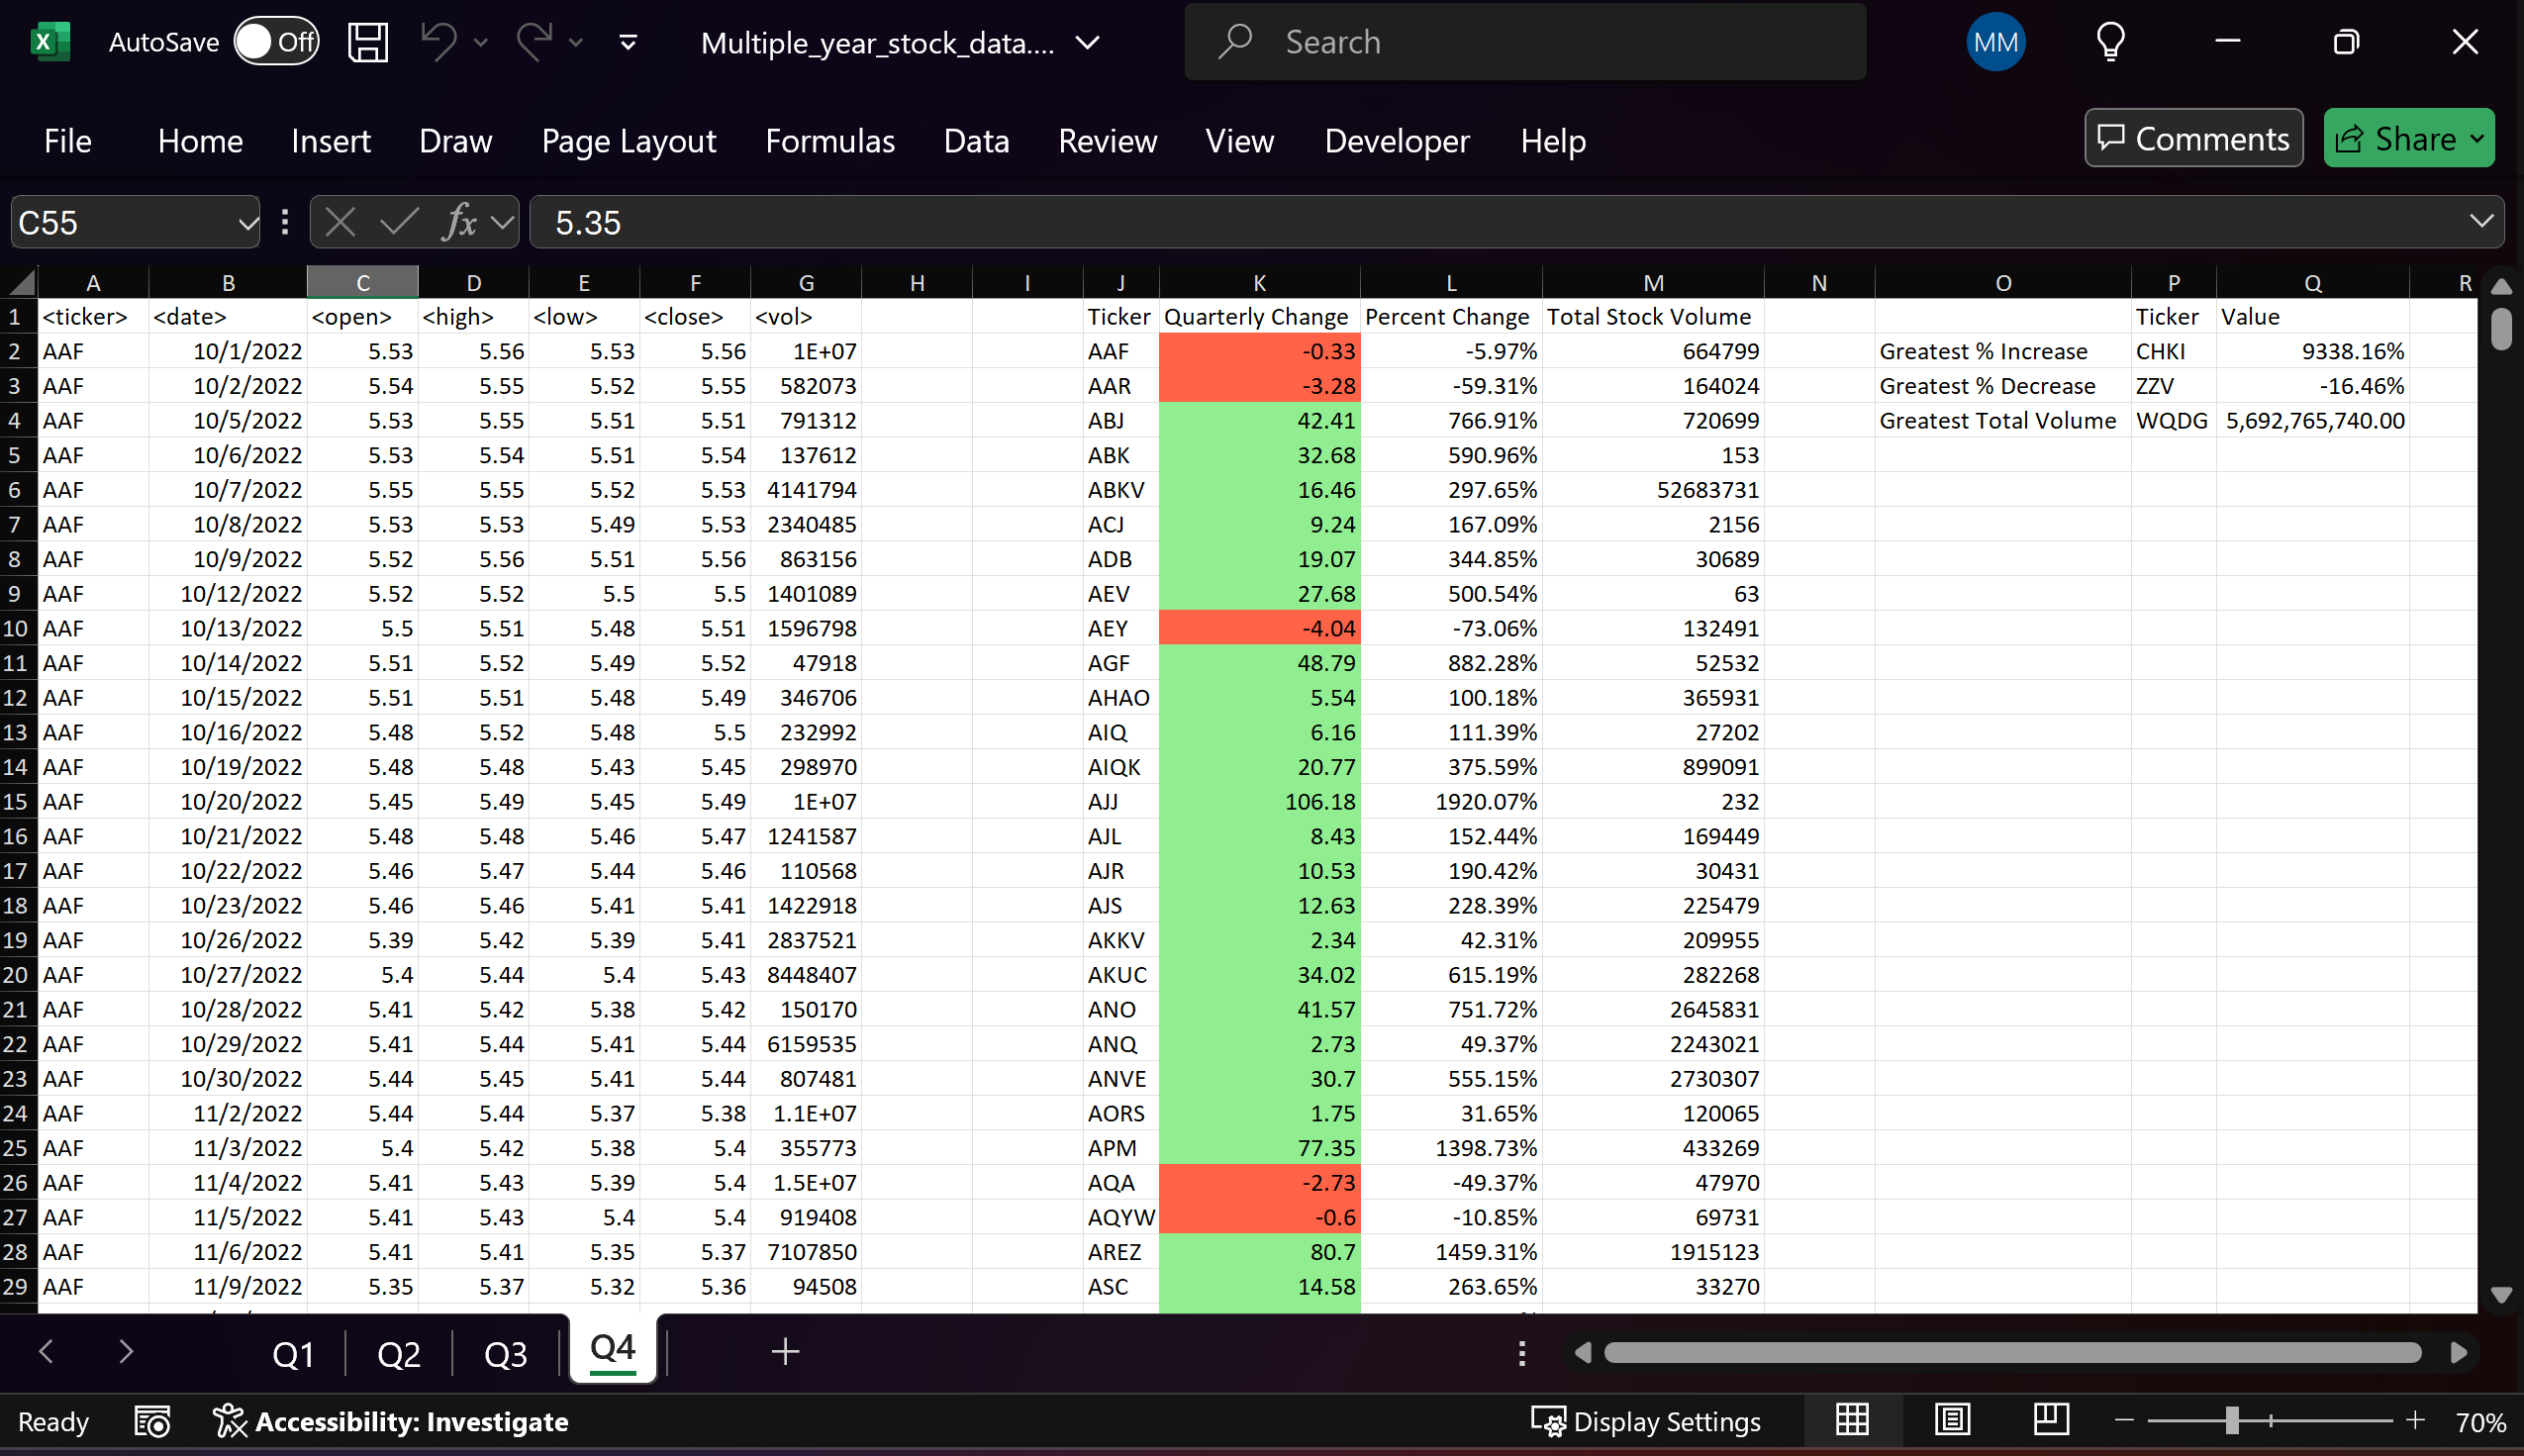 AutoSave Off Multiple_year_stock_data.... Search MM
File Home Insert Draw Page Layout Formulas Data Review View Developer Help Comments Share
C55 fx 5.35
A B C D E F G H I J K L M N O P Q R
1 <ticker> <date> <open> <high> <low> <close> <vol> Ticker Quarterly Change Percent Change Total Stock Volume Ticker Value
2 AAF 10/1/2022 5.53 5.56 5.53 5.56 1E+07 AAF -0.33 -5.97% 664799 Greatest % Increase CHKI 9338.16%
3 AAF 10/2/2022 5.54 5.55 5.52 5.55 582073 AAR -3.28 -59.31% 164024 Greatest % Decrease ZZV -16.46%
4 AAF 10/5/2022 5.53 5.55 5.51 5.51 791312 ABJ 42.41 766.91% 720699 Greatest Total Volume WQDG 5,692,765,740.00
5 AAF 10/6/2022 5.53 5.54 5.51 5.54 137612 ABK 32.68 590.96% 153
6 AAF 10/7/2022 5.55 5.55 5.52 5.53 4141794 ABKV 16.46 297.65% 52683731
7 AAF 10/8/2022 5.53 5.53 5.49 5.53 2340485 ACJ 9.24 167.09% 2156
8 AAF 10/9/2022 5.52 5.56 5.51 5.56 863156 ADB 19.07 344.85% 30689
9 AAF 10/12/2022 5.52 5.52 5.5 5.5 1401089 AEV 27.68 500.54% 63
10 AAF 10/13/2022 5.5 5.51 5.48 5.51 1596798 AEY -4.04 -73.06% 132491
11 AAF 10/14/2022 5.51 5.52 5.49 5.52 47918 AGF 48.79 882.28% 52532
12 AAF 10/15/2022 5.51 5.51 5.48 5.49 346706 AHAO 5.54 100.18% 365931
13 AAF 10/16/2022 5.48 5.52 5.48 5.5 232992 AIQ 6.16 111.39% 27202
14 AAF 10/19/2022 5.48 5.48 5.43 5.45 298970 AIQK 20.77 375.59% 899091
15 AAF 10/20/2022 5.45 5.49 5.45 5.49 1E+07 AJJ 106.18 1920.07% 232
16 AAF 10/21/2022 5.48 5.48 5.46 5.47 1241587 AJL 8.43 152.44% 169449
17 AAF 10/22/2022 5.46 5.47 5.44 5.46 110568 AJR 10.53 190.42% 30431
18 AAF 10/23/2022 5.46 5.46 5.41 5.41 1422918 AJS 12.63 228.39% 225479
19 AAF 10/26/2022 5.39 5.42 5.39 5.41 2837521 AKKV 2.34 42.31% 209955
20 AAF 10/27/2022 5.4 5.44 5.4 5.43 8448407 AKUC 34.02 615.19% 282268
21 AAF 10/28/2022 5.41 5.42 5.38 5.42 150170 ANO 41.57 751.72% 2645831
22 AAF 10/29/2022 5.41 5.44 5.41 5.44 6159535 ANQ 2.73 49.37% 2243021
23 AAF 10/30/2022 5.44 5.45 5.41 5.44 807481 ANVE 30.7 555.15% 2730307
24 AAF 11/2/2022 5.44 5.44 5.37 5.38 1.1E+07 AORS 1.75 31.65% 120065
25 AAF 11/3/2022 5.4 5.42 5.38 5.4 355773 APM 77.35 1398.73% 433269
26 AAF 11/4/2022 5.41 5.43 5.39 5.4 1.5E+07 AQA -2.73 -49.37% 47970
27 AAF 11/5/2022 5.41 5.43 5.4 5.4 919408 AQYW -0.6 -10.85% 69731
28 AAF 11/6/2022 5.41 5.41 5.35 5.37 7107850 AREZ 80.7 1459.31% 1915123
29 AAF 11/9/2022 5.35 5.37 5.32 5.36 94508 ASC 14.58 263.65% 33270
Q1 Q2 Q3 Q4
Ready Accessibility: Investigate Display Settings 70%